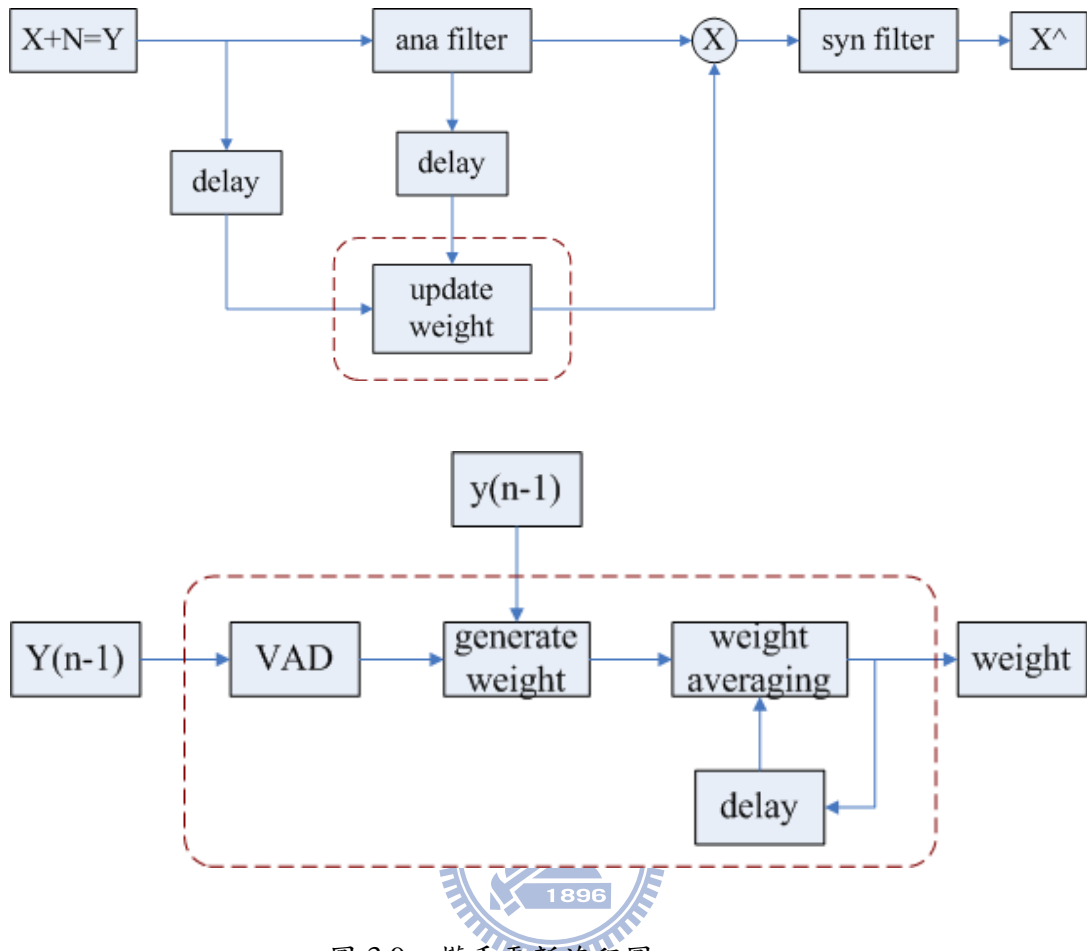 X+N=Y
ana filter
X
syn filter
X^
delay
delay
update
weight
y(n-1)
Y(n-1)
VAD
generate
weight
weight
averaging
weight
delay
1896